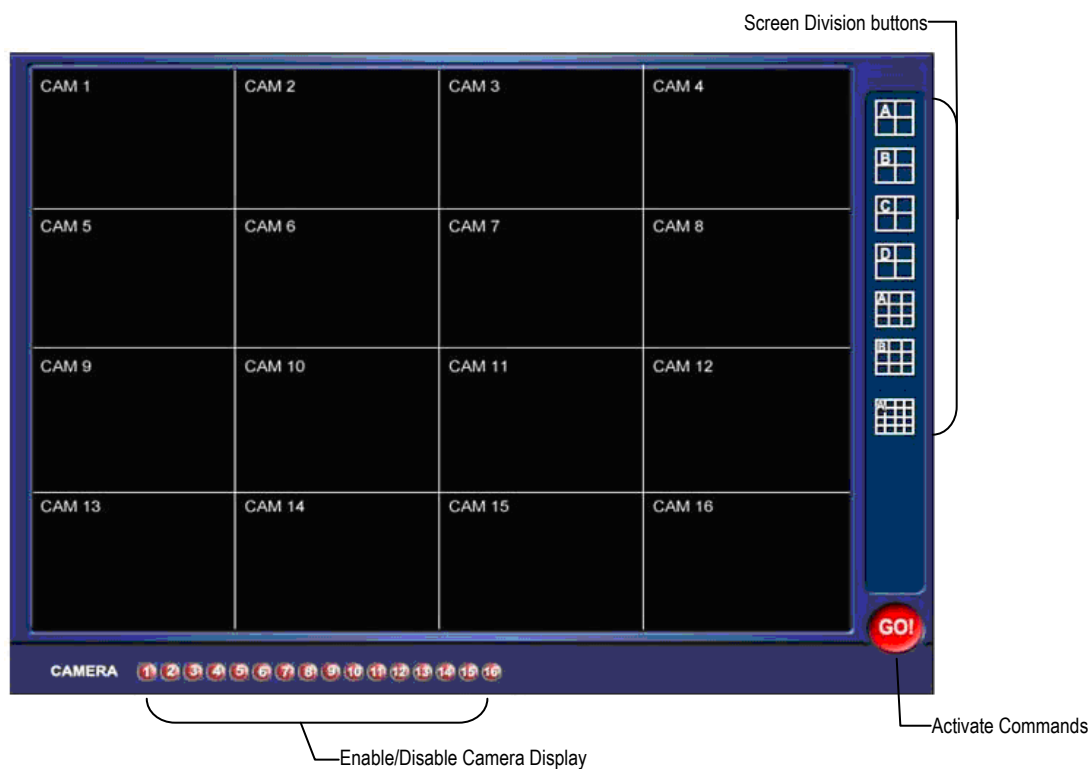 Screen Division buttons
CAM 1 CAM 2 CAM 3 CAM 4
A
B
CAM 5 CAM 6 CAM 7 CAM 8
C
D
A
CAM 9 CAM 10 CAM 11 CAM 12
B
A
CAM 13 CAM 14 CAM 15 CAM 16
GO!
CAMERA 1 2 3 4 5 6 7 8 9 10 11 12 13 14 15 16
Activate Commands
Enable/Disable Camera Display